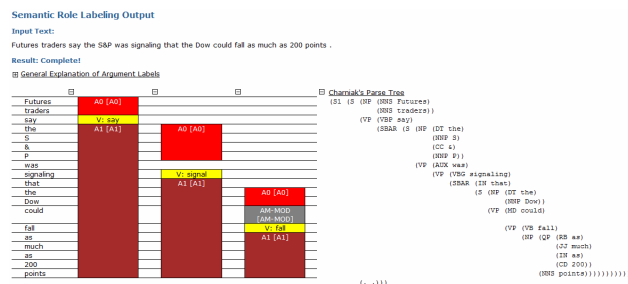 Semantic Role Labeling Output
Input Text:
Futures traders say the S&P was signaling that the Dow could fall as much as 200 points .
Result: Complete!
General Explanation of Argument Labels
Charniak's Parse Tree
Futures A0 [A0] (S1 (S (NP (NNS Futures)
traders (NNS traders))
say V: say (VP (VBP say)
the A1 [A1] A0 [A0] (SBAR (S (NP (DT the)
S (NNP S)
& (CC &)
P (NNP P))
was (VP (AUX was)
signaling V: signal (VP (VBG signaling)
that A1 [A1] (SBAR (IN that)
the A0 [A0] (S (NP (DT the)
Dow (NNP Dow))
could AM-MOD (VP (MD could)
[AM-MOD]
fall V: fall (VP (VB fall)
as A1 [A1] (NP (QP (RB as)
much (JJ much)
as (IN as)
200 (CD 200))
points (NNS points))))))))))
(. .)))